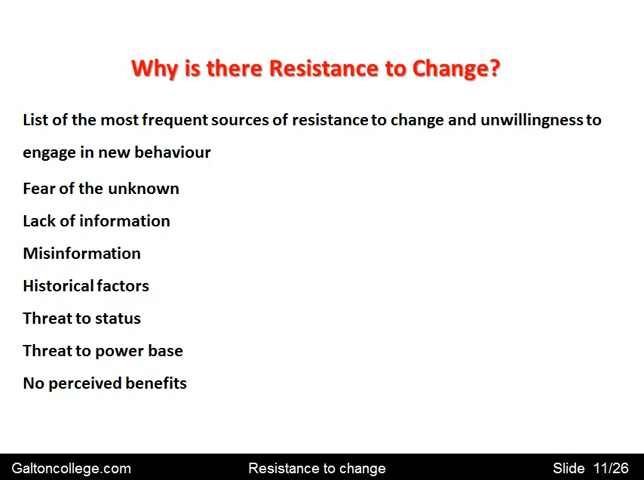 Why is there Resistance to Change?
List of the most frequent sources of resistance to change and unwillingness to
engage in new behaviour
Fear of the unknown
Lack of information
Misinformation
Historical factors
Threat to status
Threat to power base
No perceived benefits
Galtoncollege.com Resistance to change Slide 11/26